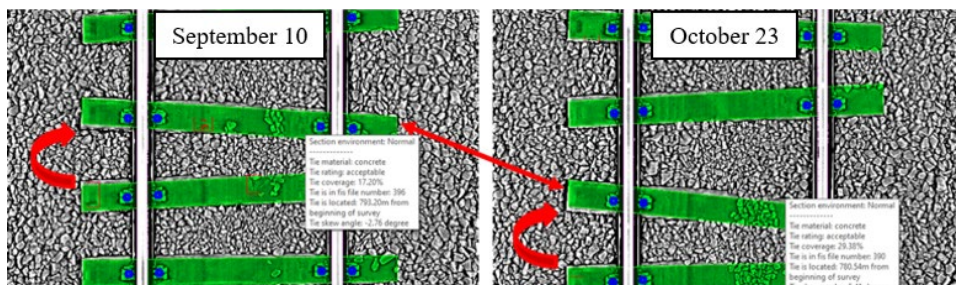 September 10
October 23
Section environment: Normal
-------------
Tie material: concrete
Tie rating: acceptable
Tie coverage: 17.20%
Tie is in fis file number: 396
Tie is located: 793.20m from
beginning of survey
Tie skew angle: -2.76 degree
Section environment: Normal
-------------
Tie material: concrete
Tie rating: acceptable
Tie coverage: 29.38%
Tie is in fis file number: 390
Tie is located: 780.54m from
beginning of survey